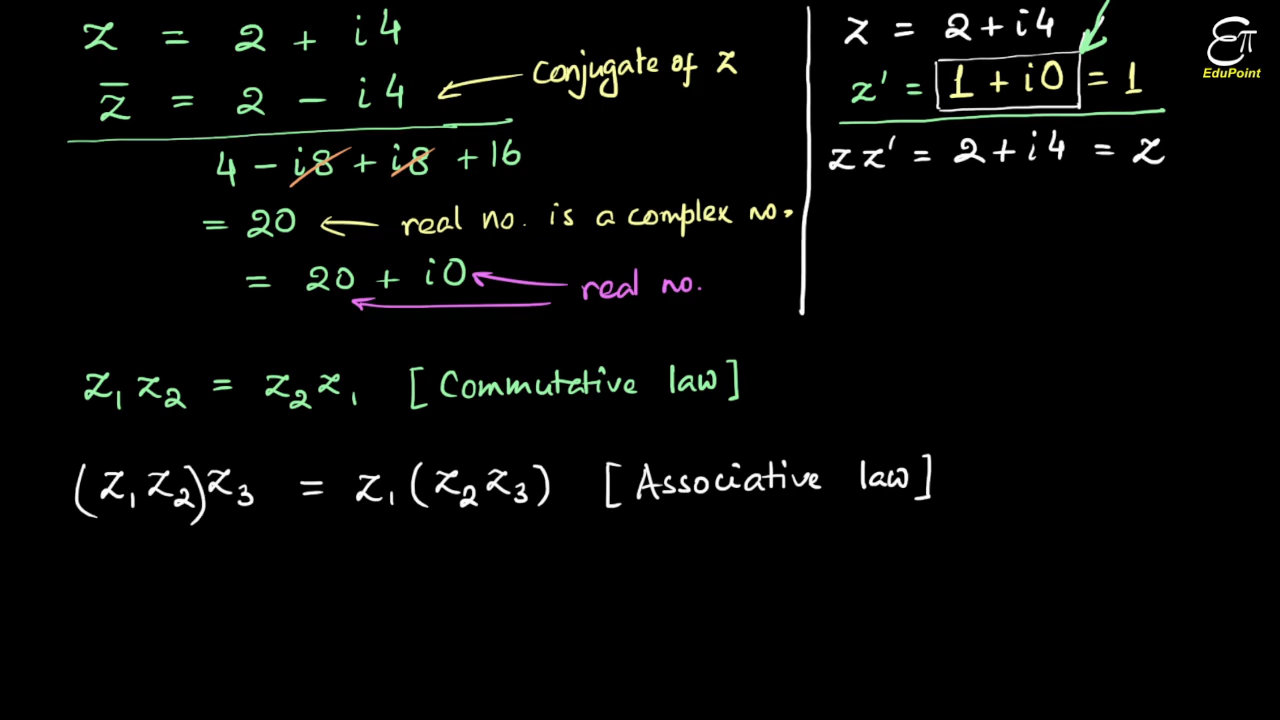 z = 2 + i4
z̄ = 2 - i4 ← conjugate of z
4 - i8 + i8 + 16
= 20 ← real no. is a complex no.
= 20 + i0 ← real no.
z = 2 + i4
z' = 1 + i0 = 1
zz' = 2 + i4 = z
επ
EduPoint
z₁z₂ = z₂z₁ [Commutative law]
(z₁z₂)z₃ = z₁(z₂z₃) [Associative law]